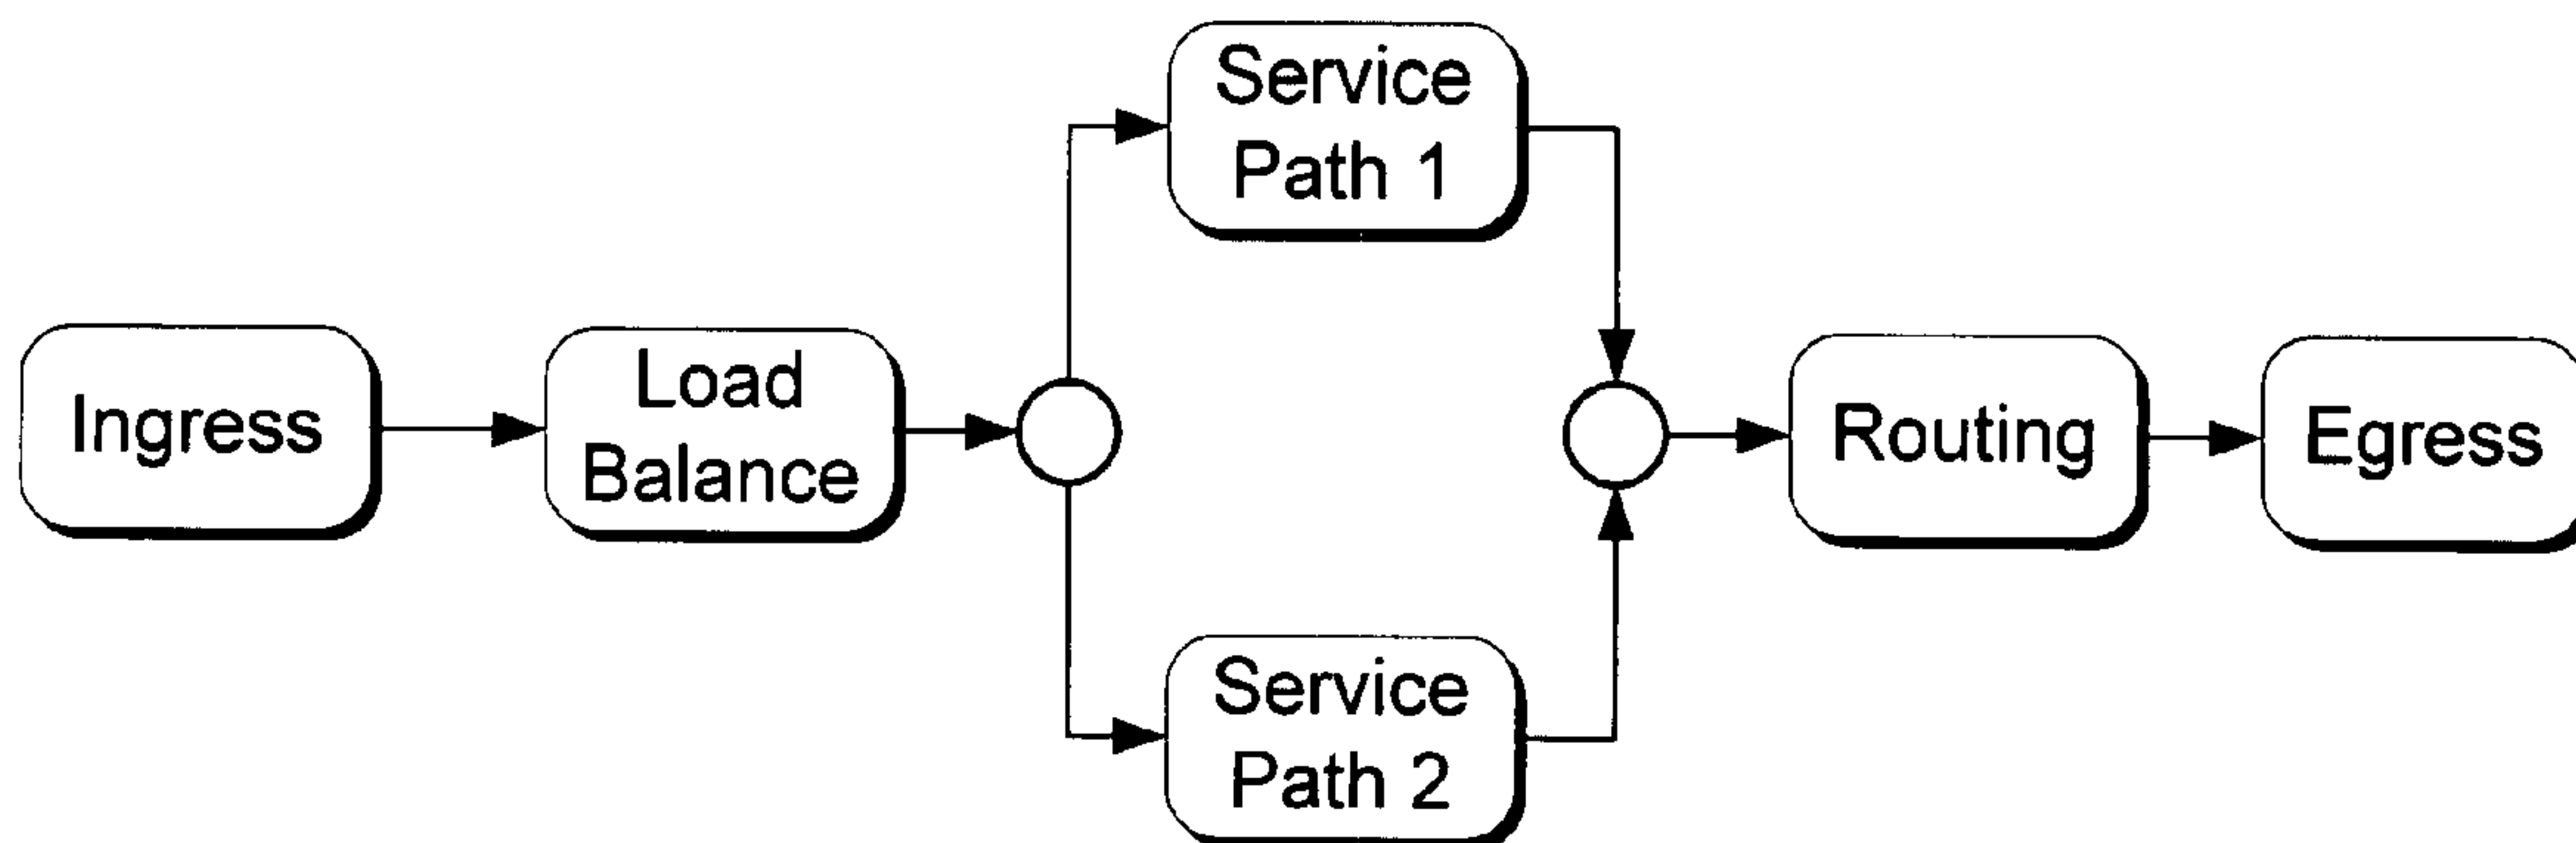 Ingress
Load
Balance
Service
Path 1
Service
Path 2
Routing
Egress